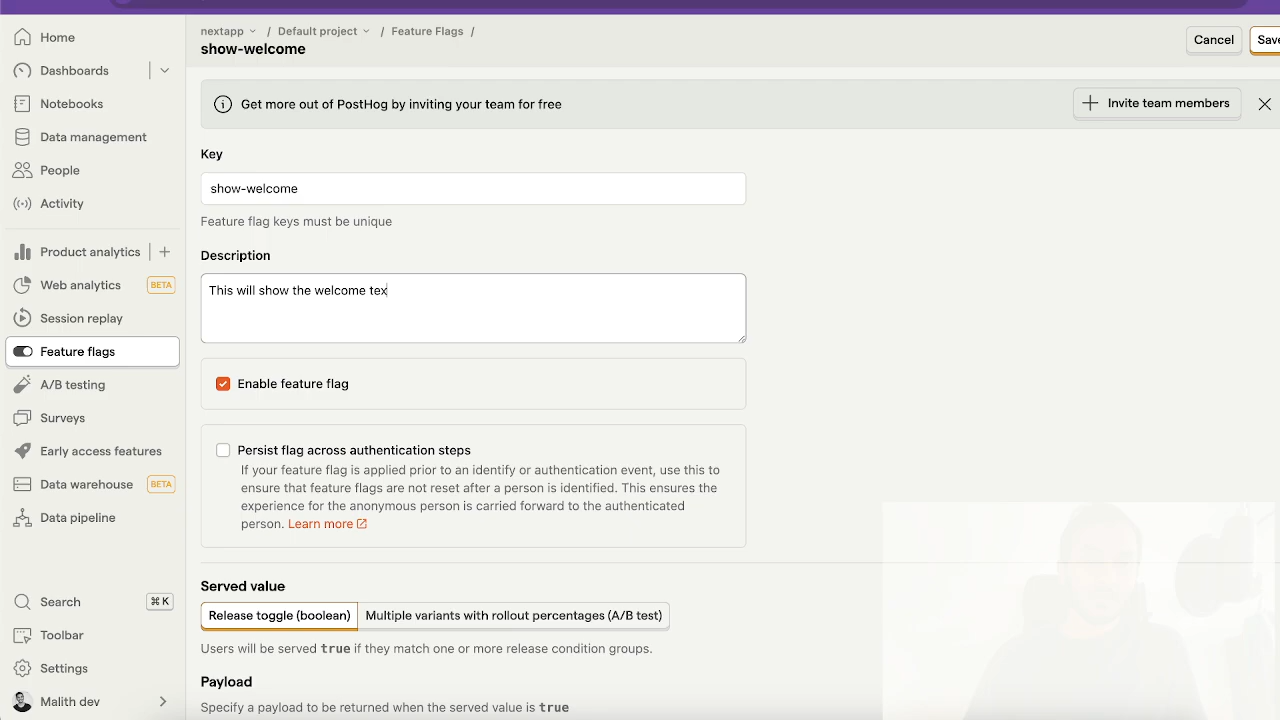 Home
Dashboards
Notebooks
Data management
People
Activity
Product analytics
Web analytics BETA
Session replay
Feature flags
A/B testing
Surveys
Early access features
Data warehouse BETA
Data pipeline
Search ⌘ K
Toolbar
Settings
Malith dev
nextapp / Default project / Feature Flags /
show-welcome
Cancel
Save
Get more out of PostHog by inviting your team for free
Invite team members
Key
show-welcome
Feature flag keys must be unique
Description
This will show the welcome tex
Enable feature flag
Persist flag across authentication steps
If your feature flag is applied prior to an identify or authentication event, use this to
ensure that feature flags are not reset after a person is identified. This ensures the
experience for the anonymous person is carried forward to the authenticated
person. Learn more
Served value
Release toggle (boolean) Multiple variants with rollout percentages (A/B test)
Users will be served true if they match one or more release condition groups.
Payload
Specify a payload to be returned when the served value is true